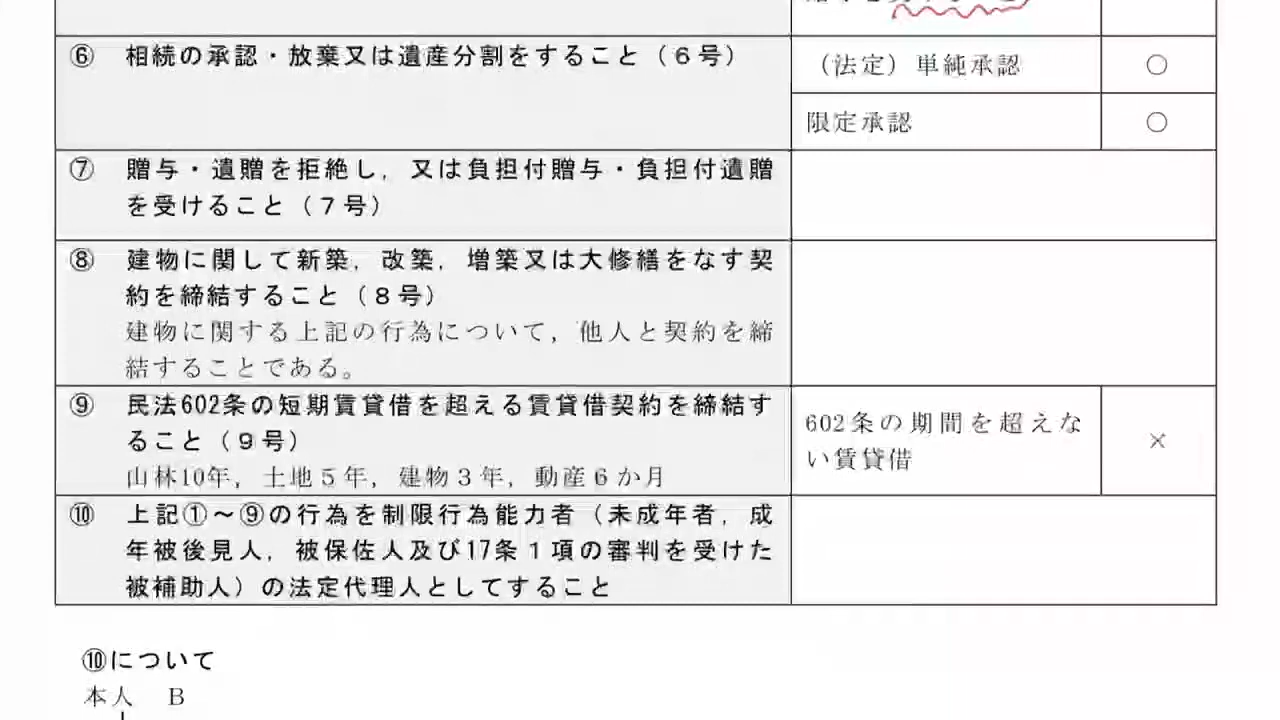 ⑥ 相続の承認・放棄又は遺産分割をすること（６号）
（法定）単純承認 ○
限定承認 ○
⑦ 贈与・遺贈を拒絶し，又は負担付贈与・負担付遺贈
を受けること（７号）
⑧ 建物に関して新築，改築，増築又は大修繕をなす契
約を締結すること（８号）
建物に関する上記の行為について，他人と契約を締
結することである。
⑨ 民法602条の短期賃貸借を超える賃貸借契約を締結す
ること（９号）
山林10年，土地５年，建物３年，動産６か月
602条の期間を超えな
い賃貸借 ×
⑩ 上記①～⑨の行為を制限行為能力者（未成年者，成
年被後見人，被保佐人及び17条１項の審判を受けた
被補助人）の法定代理人としてすること
⑩について
本人 B